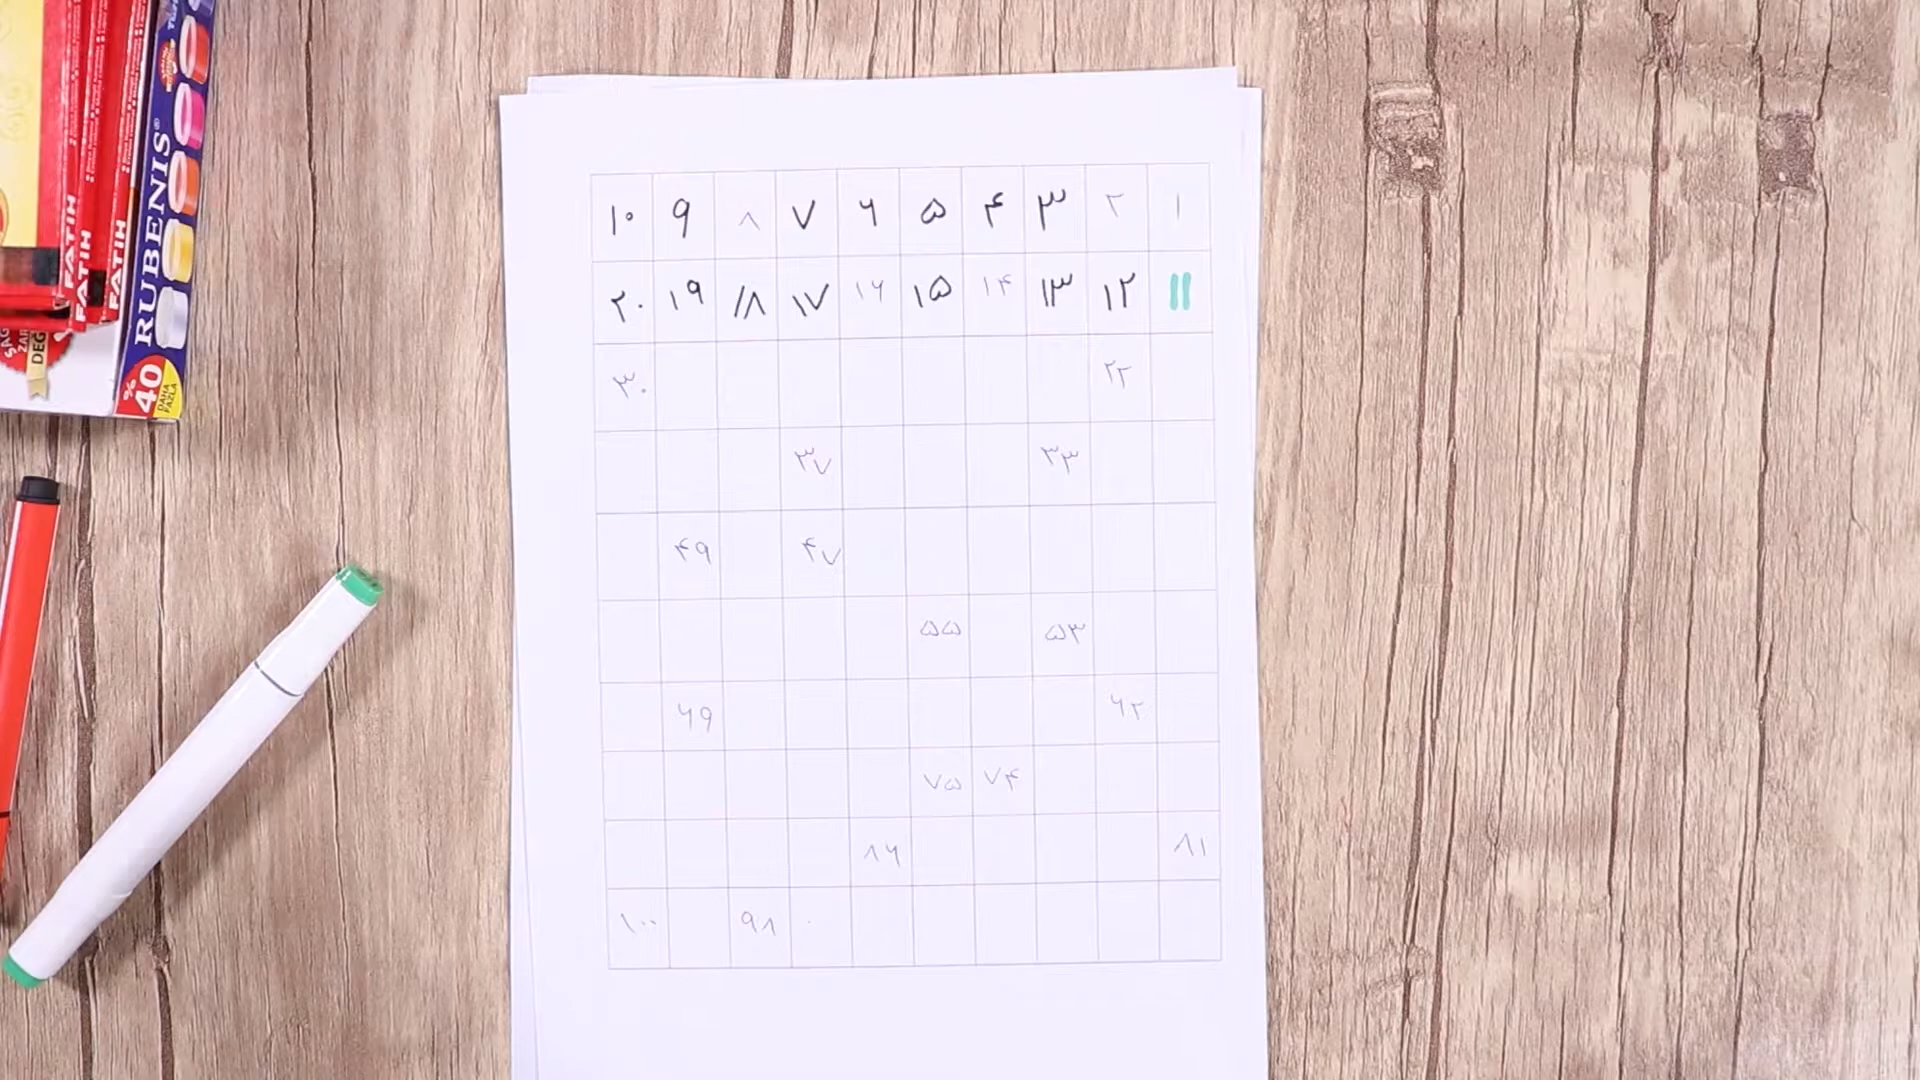 ۱ ۲ ۳ ۴ ۵ ۶ ۷ ۸ ۹ ۱۰
۱۱ ۱۲ ۱۳ ۱۴ ۱۵ ۱۶ ۱۷ ۱۸ ۱۹ ۲۰
۲۲ ۳۰
۳۳ ۳۷
۴۷ ۴۹
۵۳ ۵۵
۶۲ ۶۹
۷۴ ۷۵
۸۱ ۸۶
۹۸ ۱۰۰
FATIH
FATIH
FATIH
RUBENIS®
% 40
DAHA FAZLA